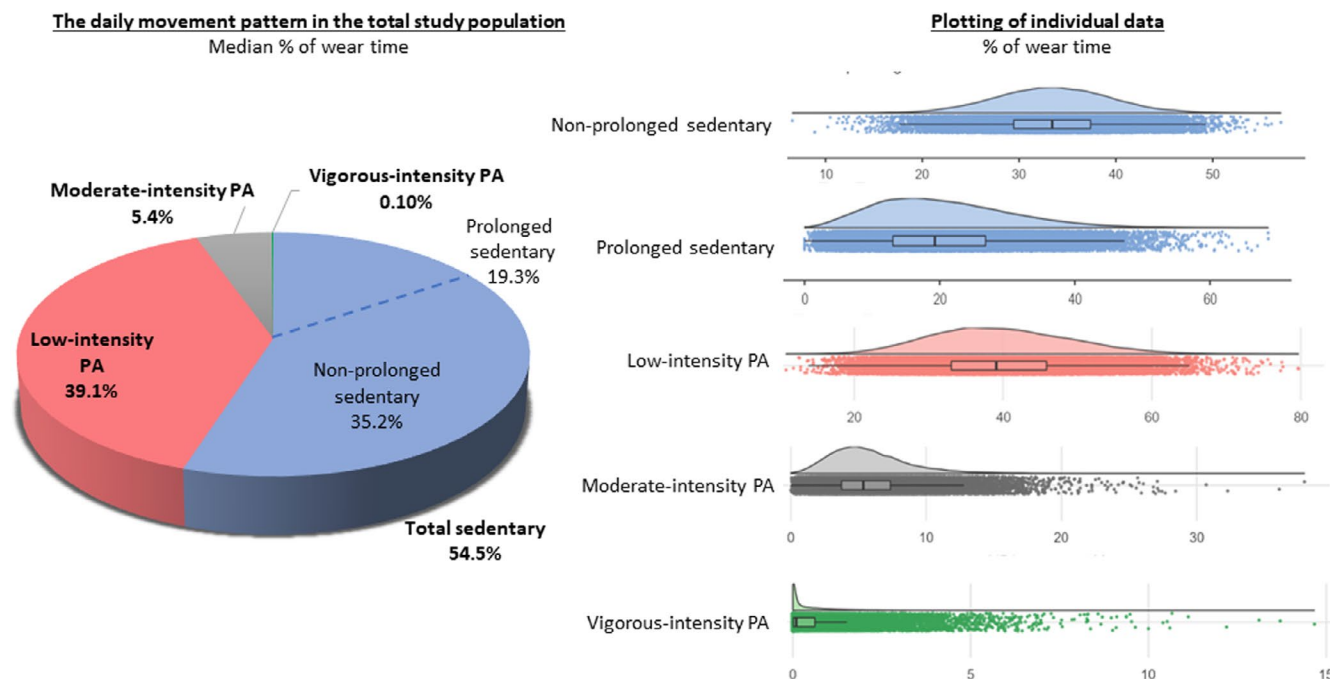 The daily movement pattern in the total study population
Median % of wear time
Moderate-intensity PA
5.4%
Vigorous-intensity PA
0.10%
Prolonged
sedentary
19.3%
Low-intensity
PA
39.1%
Non-prolonged
sedentary
35.2%
Total sedentary
54.5%
Plotting of individual data
% of wear time
Non-prolonged sedentary
10 20 30 40 50
Prolonged sedentary
0 20 40 60
Low-intensity PA
20 40 60 80
Moderate-intensity PA
0 10 20 30
Vigorous-intensity PA
0 5 10 15